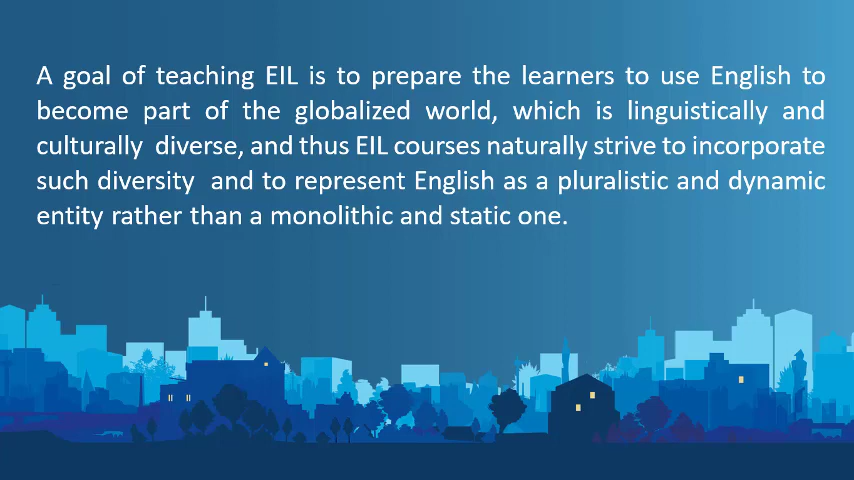 A goal of teaching EIL is to prepare the learners to use English to
become part of the globalized world, which is linguistically and
culturally diverse, and thus EIL courses naturally strive to incorporate
such diversity and to represent English as a pluralistic and dynamic
entity rather than a monolithic and static one.